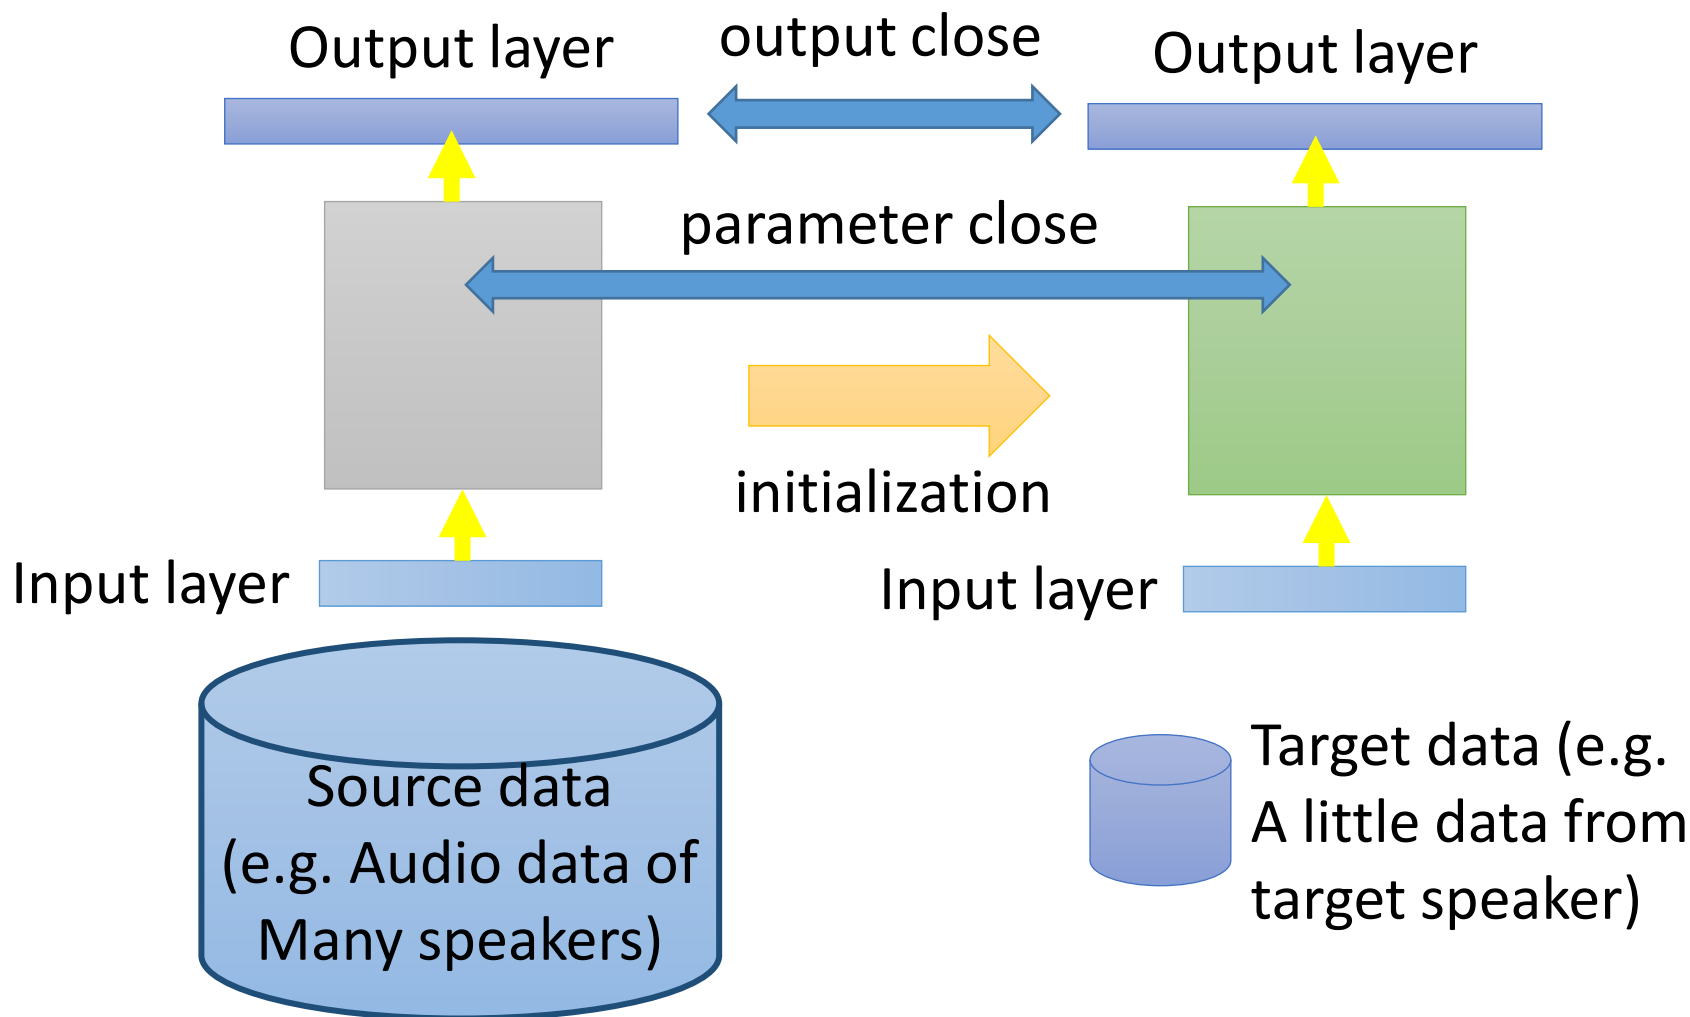 Output layer
output close
Output layer
parameter close
initialization
Input layer
Input layer
Source data
(e.g. Audio data of
Many speakers)
Target data (e.g.
A little data from
target speaker)